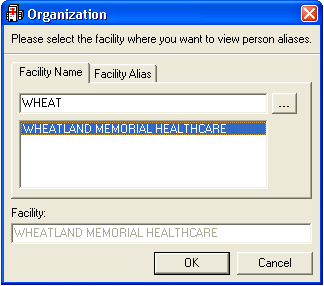 Organization
Please select the facility where you want to view person aliases.
Facility Name Facility Alias
WHEAT ...
WHEATLAND MEMORIAL HEALTHCARE
Facility:
WHEATLAND MEMORIAL HEALTHCARE
OK Cancel